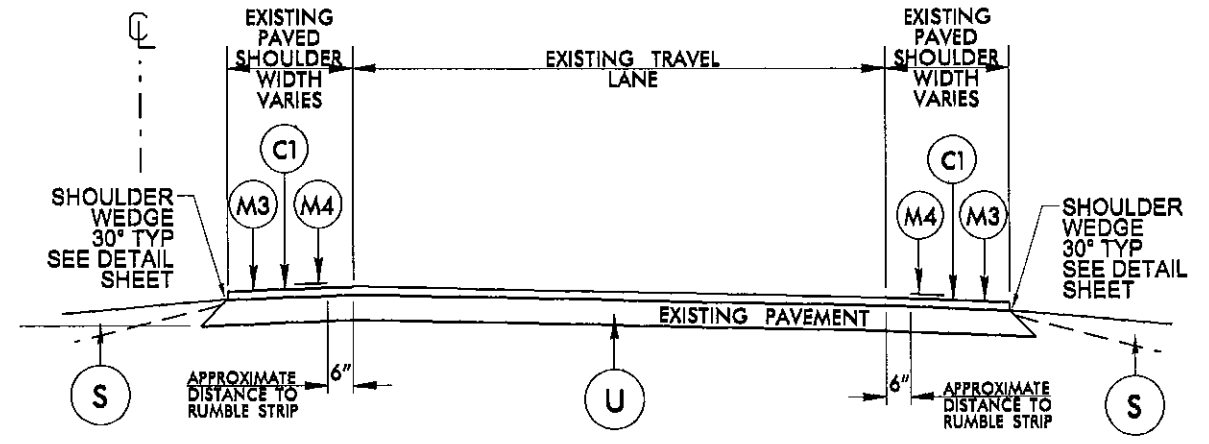 CL
EXISTING
PAVED
SHOULDER
WIDTH
VARIES
EXISTING TRAVEL
LANE
EXISTING
PAVED
SHOULDER
WIDTH
VARIES
C1
M3
M4
C1
M4
M3
SHOULDER
WEDGE
30° TYP
SEE DETAIL
SHEET
SHOULDER
WEDGE
30° TYP
SEE DETAIL
SHEET
EXISTING PAVEMENT
S
APPROXIMATE
DISTANCE TO
RUMBLE STRIP
6"
U
6"
APPROXIMATE
DISTANCE TO
RUMBLE STRIP
S